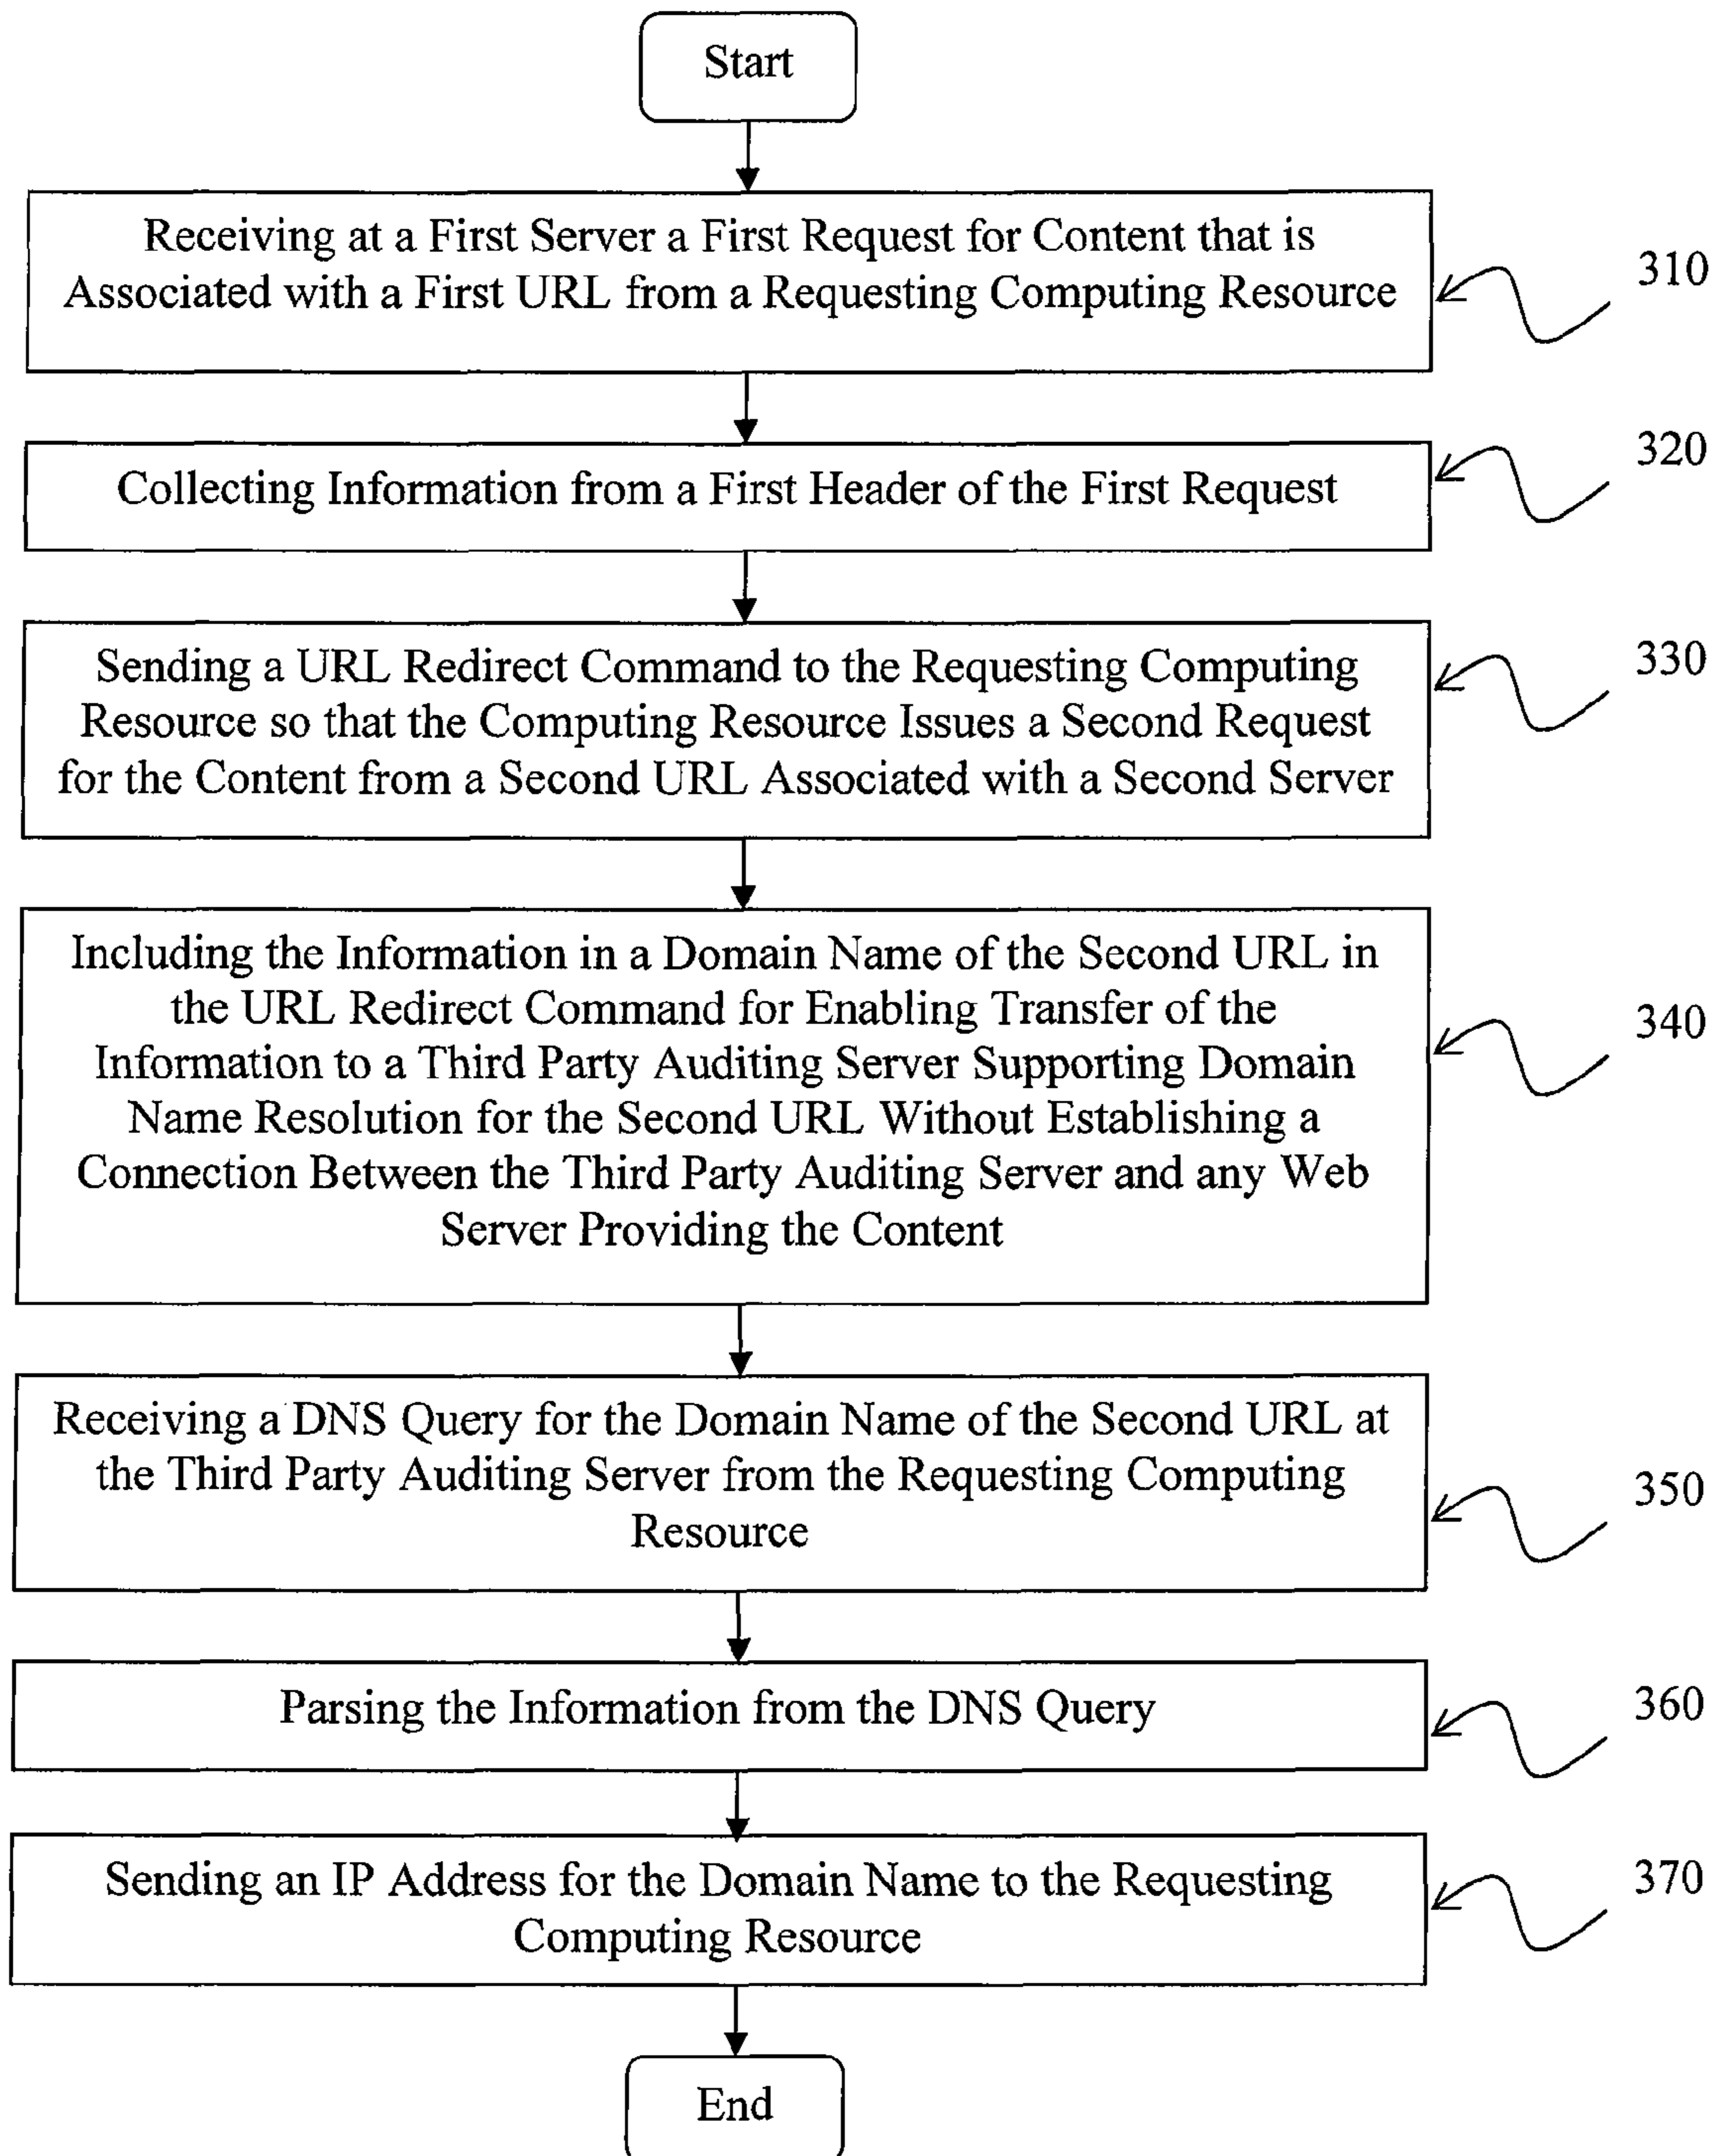 Start
Receiving at a First Server a First Request for Content that is
Associated with a First URL from a Requesting Computing Resource
310
Collecting Information from a First Header of the First Request
320
Sending a URL Redirect Command to the Requesting Computing
Resource so that the Computing Resource Issues a Second Request
for the Content from a Second URL Associated with a Second Server
330
Including the Information in a Domain Name of the Second URL in
the URL Redirect Command for Enabling Transfer of the
Information to a Third Party Auditing Server Supporting Domain
Name Resolution for the Second URL Without Establishing a
Connection Between the Third Party Auditing Server and any Web
Server Providing the Content
340
Receiving a DNS Query for the Domain Name of the Second URL at
the Third Party Auditing Server from the Requesting Computing
Resource
350
Parsing the Information from the DNS Query
360
Sending an IP Address for the Domain Name to the Requesting
Computing Resource
370
End